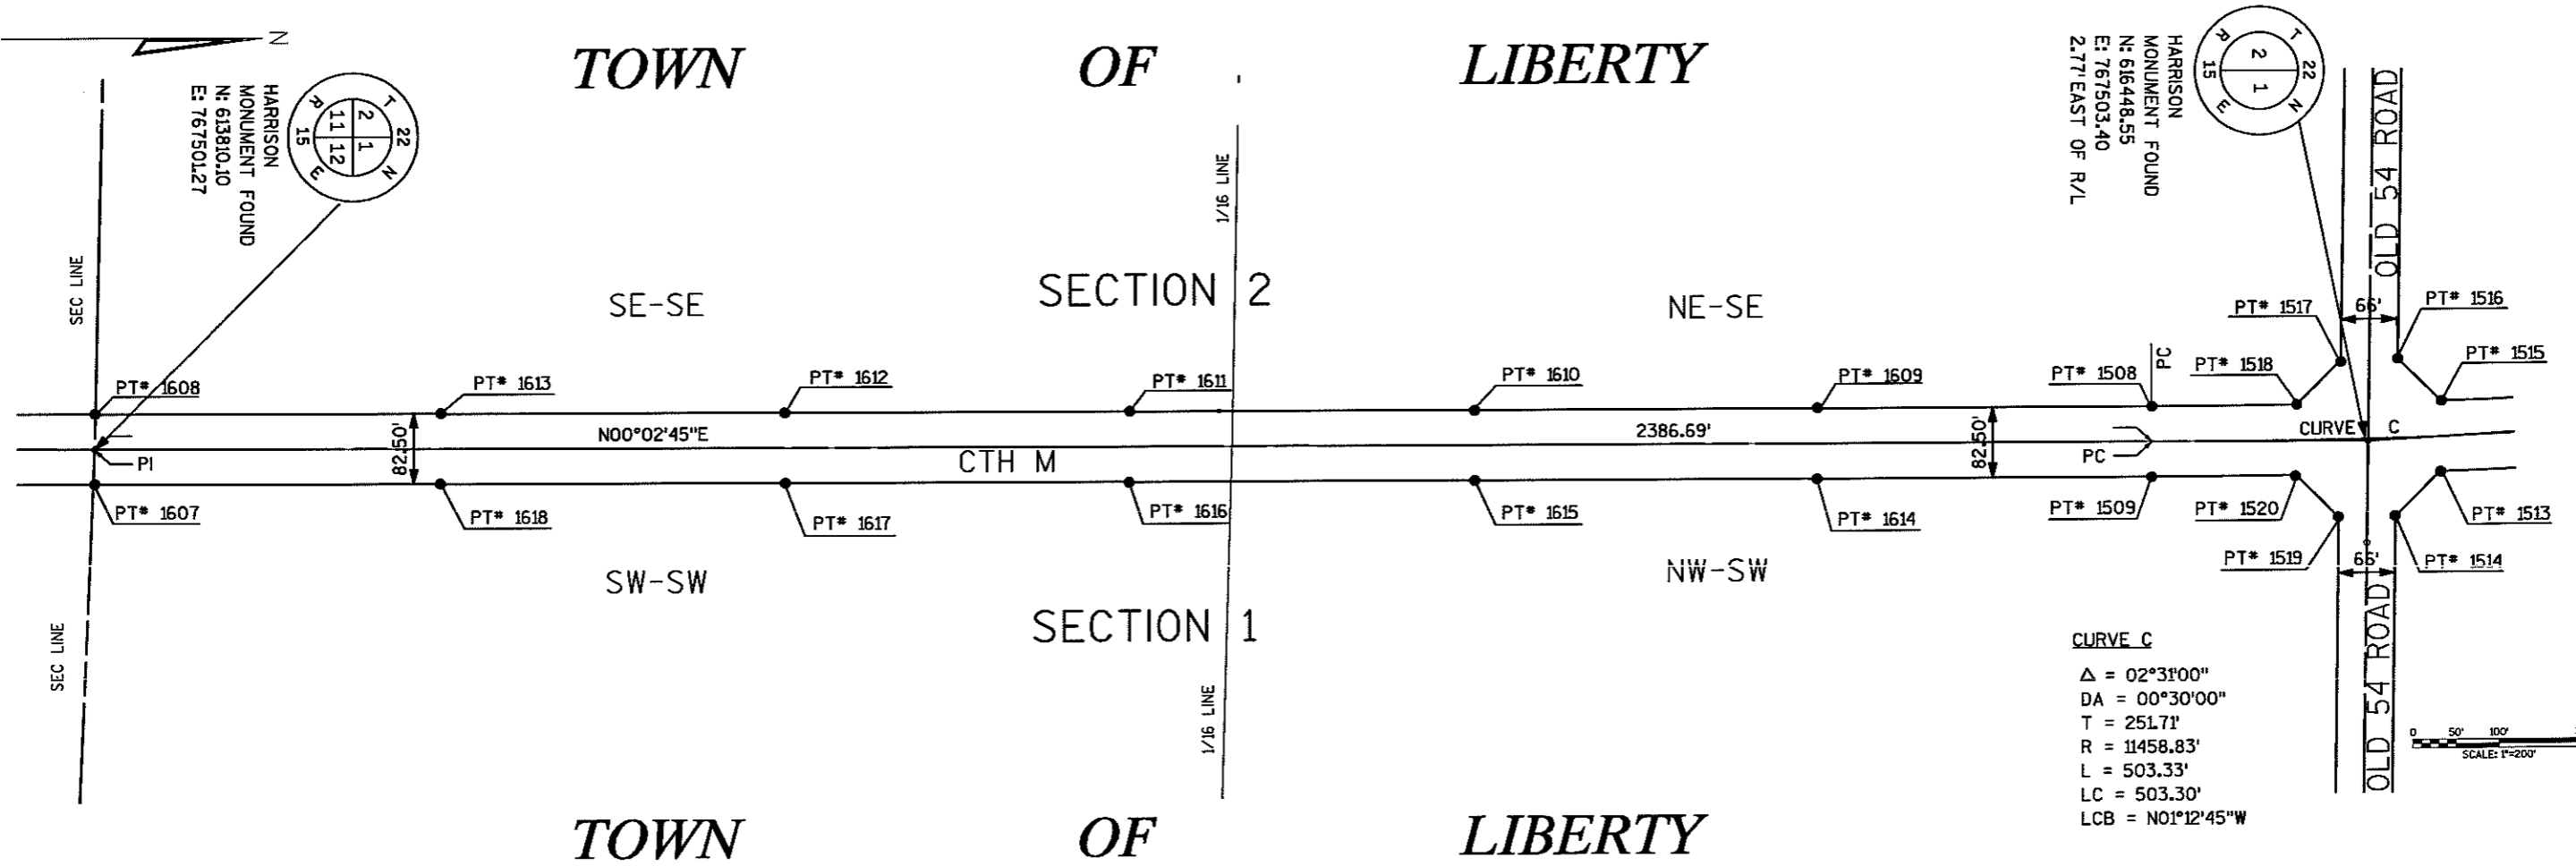 N
TOWN OF LIBERTY
T 22 N
R 15 E
2 1
11 12
HARRISON
MONUMENT FOUND
N: 613810.10
E: 767501.27
T 22 N
R 15 E
2 1
HARRISON
MONUMENT FOUND
N: 616448.55
E: 767503.40
2.77' EAST OF R/L
OLD 54 ROAD
SEC LINE
1/16 LINE
SECTION 2
SE-SE
NE-SE
PT# 1608
PT# 1613
PT# 1612
PT# 1611
PT# 1610
PT# 1609
PT# 1508
PC
PT# 1518
PT# 1517
66'
PT# 1516
PT# 1515
N00°02'45"E
82.50'
2386.69'
82.50'
CURVE C
PI
CTH M
PC
PT# 1607
PT# 1618
PT# 1617
PT# 1616
PT# 1615
PT# 1614
PT# 1509
PT# 1520
PT# 1513
PT# 1519
66'
PT# 1514
SW-SW
NW-SW
SECTION 1
SEC LINE
1/16 LINE
OLD 54 ROAD
CURVE C
Δ = 02°31'00"
DA = 00°30'00"
T = 251.71'
R = 11458.83'
L = 503.33'
LC = 503.30'
LCB = N01°12'45"W
0 50' 100'
SCALE: 1"=200'
TOWN OF LIBERTY